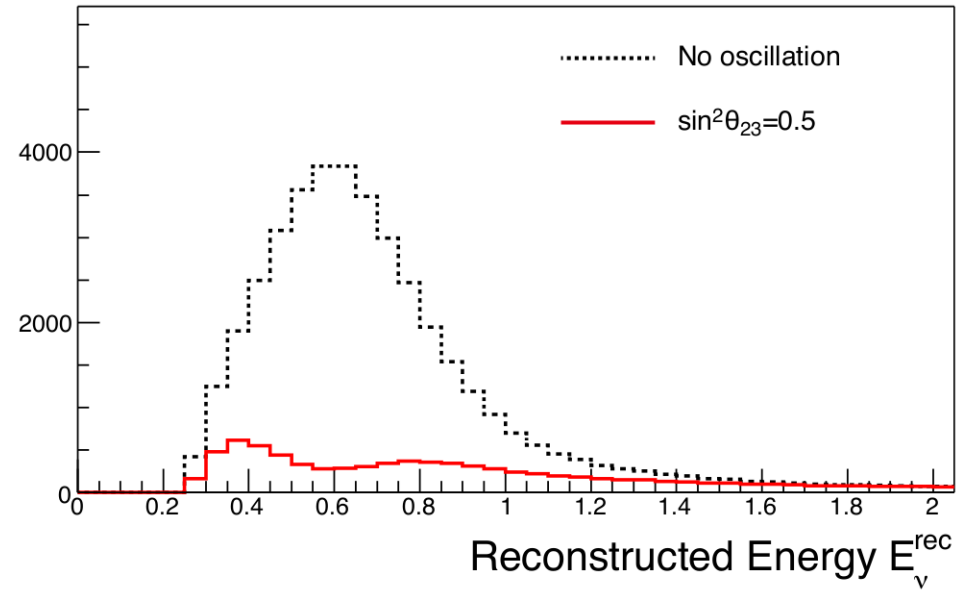 No oscillation
sin²θ₂₃=0.5
4000
2000
0
0 0.2 0.4 0.6 0.8 1 1.2 1.4 1.6 1.8 2
Reconstructed Energy E_ν^rec